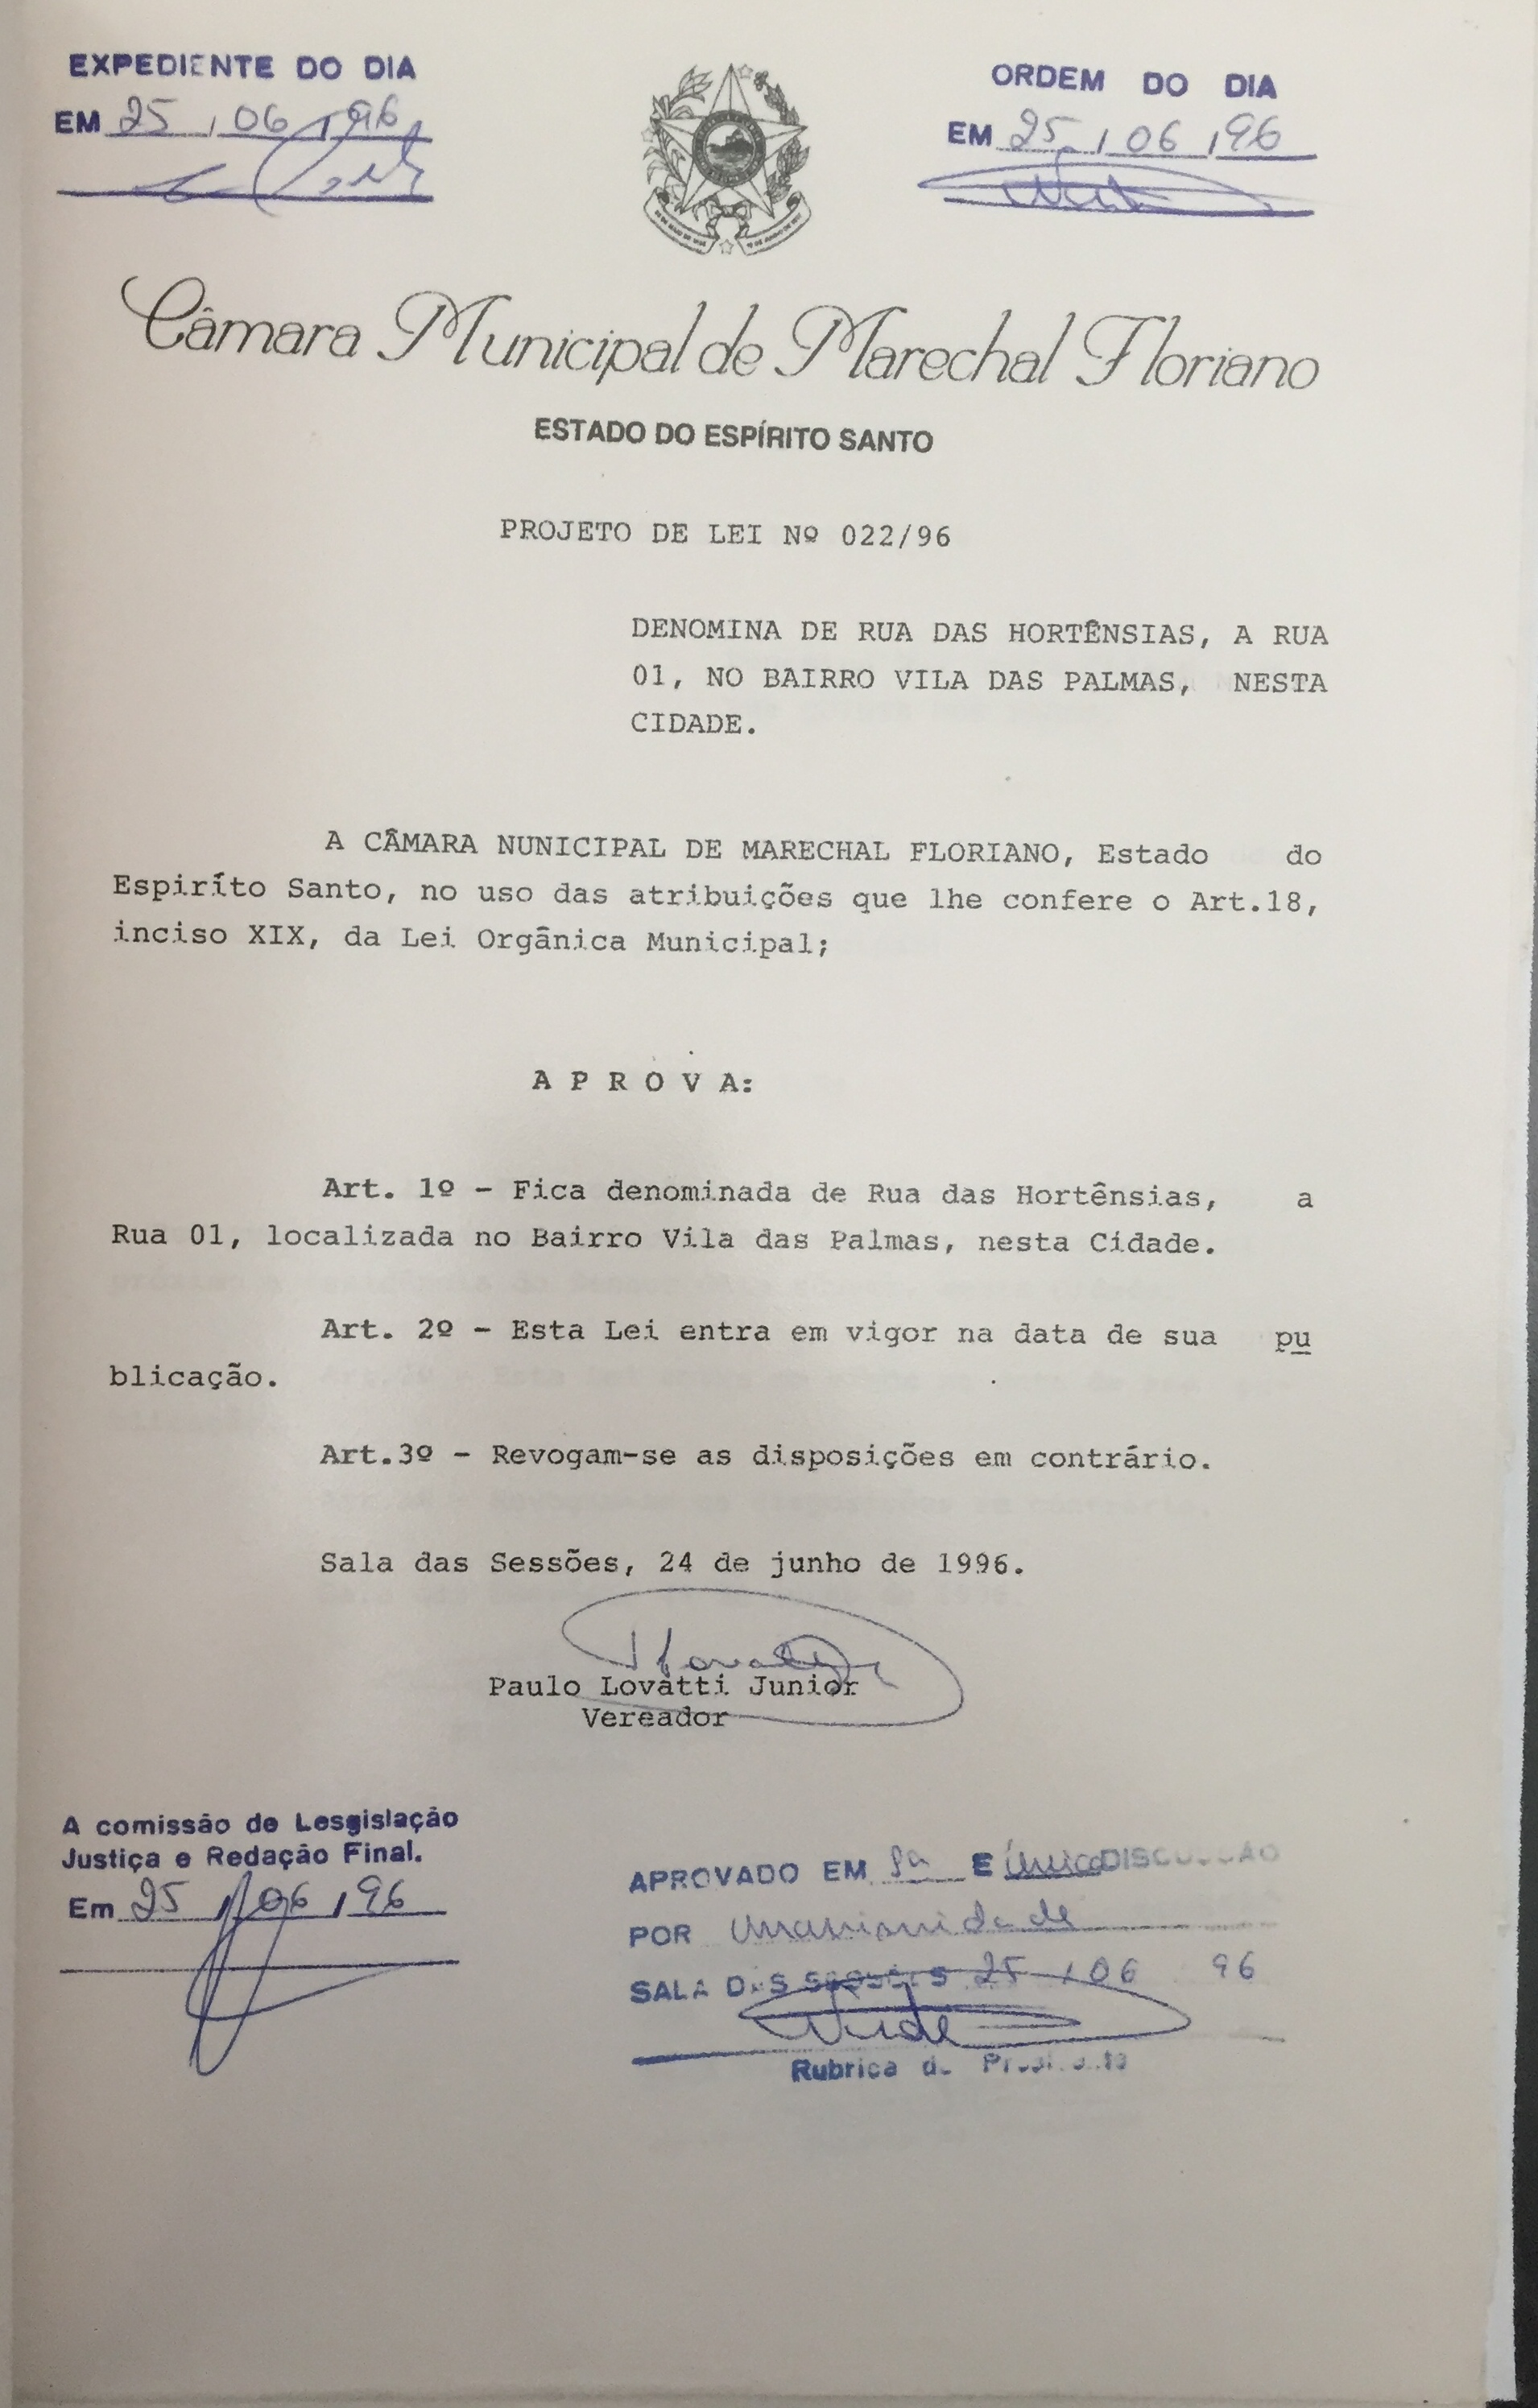 EXPEDIENTE DO DIA
EM 25 / 06 / 96
ORDEM DO DIA
EM 25 / 06 / 96
Câmara Municipal de Marechal Floriano
ESTADO DO ESPÍRITO SANTO
PROJETO DE LEI Nº 022/96
DENOMINA DE RUA DAS HORTÊNSIAS, A RUA
01, NO BAIRRO VILA DAS PALMAS, NESTA
CIDADE.
A CÂMARA NUNICIPAL DE MARECHAL FLORIANO, Estado do
Espiríto Santo, no uso das atribuições que lhe confere o Art.18,
inciso XIX, da Lei Orgânica Municipal;
A P R O V A:
Art. 1º - Fica denominada de Rua das Hortênsias, a
Rua 01, localizada no Bairro Vila das Palmas, nesta Cidade.
Art. 2º - Esta Lei entra em vigor na data de sua pu
blicação.
Art.3º - Revogam-se as disposições em contrário.
Sala das Sessões, 24 de junho de 1996.
Paulo Lovatti Junior
Vereador
A comissão de Lesgislação
Justiça e Redação Final.
Em 25 / 06 / 96
APROVADO EM 1ª E Única DISCUSSÃO
POR Unanimidade
SALA DAS SESSÕES 25 / 06 96
Rubrica do Presidente